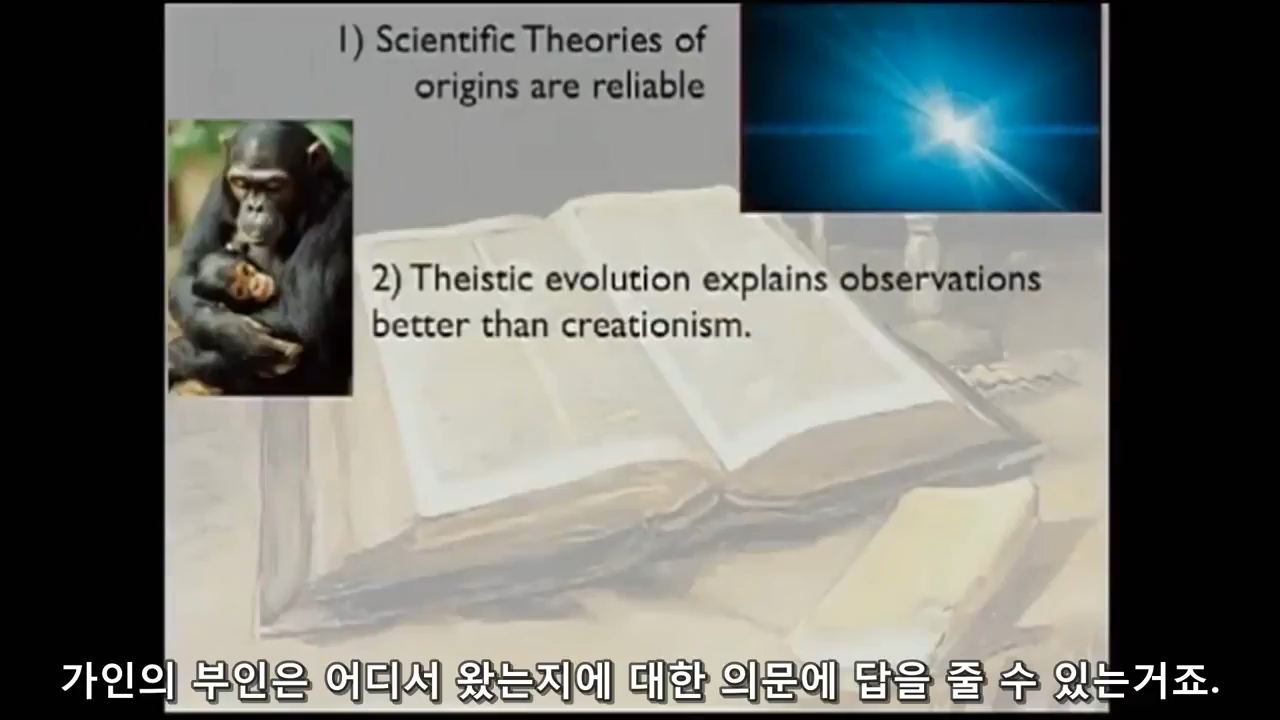 1) Scientific Theories of
origins are reliable
2) Theistic evolution explains observations
better than creationism.
가인의 부인은 어디서 왔는지에 대한 의문에 답을 줄 수 있는거죠.